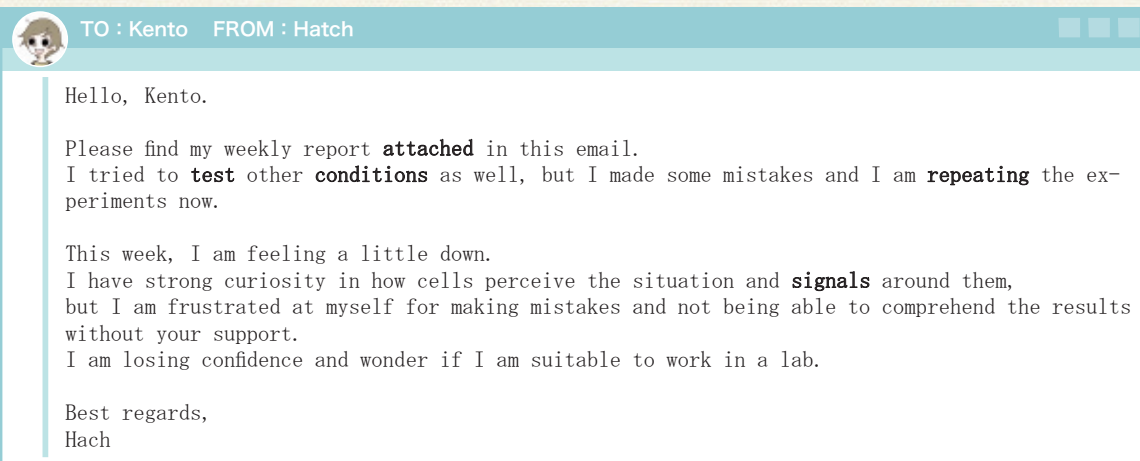 TO：Kento FROM：Hatch
Hello, Kento.
Please find my weekly report attached in this email.
I tried to test other conditions as well, but I made some mistakes and I am repeating the ex-
periments now.
This week, I am feeling a little down.
I have strong curiosity in how cells perceive the situation and signals around them,
but I am frustrated at myself for making mistakes and not being able to comprehend the results
without your support.
I am losing confidence and wonder if I am suitable to work in a lab.
Best regards,
Hach